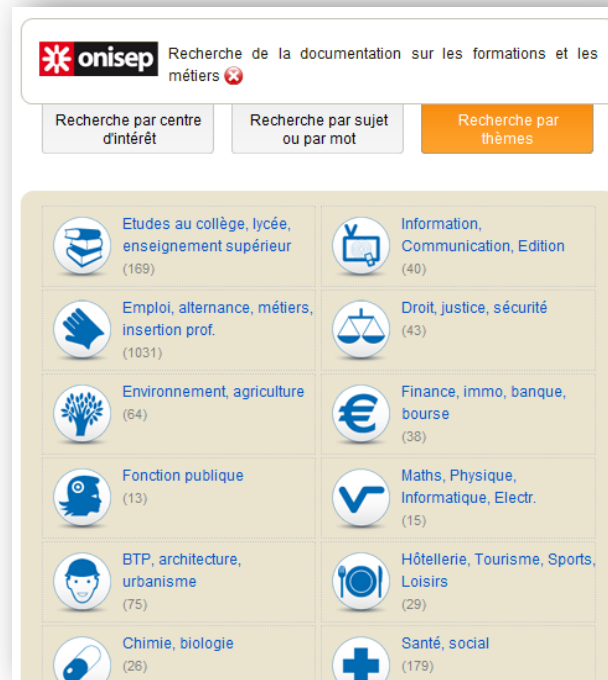 onisep
Recherche de la documentation sur les formations et les
métiers
Recherche par centre
d'intérêt
Recherche par sujet
ou par mot
Recherche par
thèmes
Etudes au collège, lycée,
enseignement supérieur
(169)
Information,
Communication, Edition
(40)
Emploi, alternance, métiers,
insertion prof.
(1031)
Droit, justice, sécurité
(43)
Environnement, agriculture
(64)
Finance, immo, banque,
bourse
(38)
Fonction publique
(13)
Maths, Physique,
Informatique, Electr.
(15)
BTP, architecture,
urbanisme
(75)
Hôtellerie, Tourisme, Sports,
Loisirs
(29)
Chimie, biologie
(26)
Santé, social
(179)